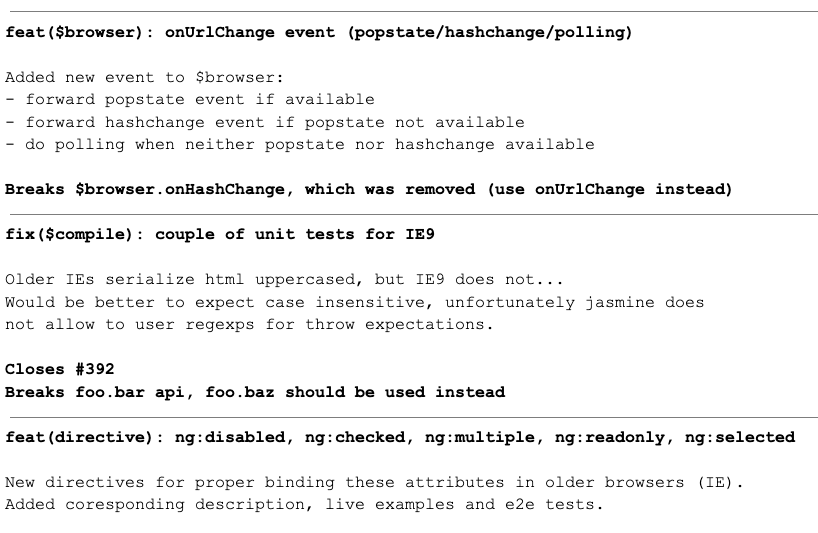 feat($browser): onUrlChange event (popstate/hashchange/polling)
Added new event to $browser:
- forward popstate event if available
- forward hashchange event if popstate not available
- do polling when neither popstate nor hashchange available
Breaks $browser.onHashChange, which was removed (use onUrlChange instead)
fix($compile): couple of unit tests for IE9
Older IEs serialize html uppercased, but IE9 does not...
Would be better to expect case insensitive, unfortunately jasmine does
not allow to user regexps for throw expectations.
Closes #392
Breaks foo.bar api, foo.baz should be used instead
feat(directive): ng:disabled, ng:checked, ng:multiple, ng:readonly, ng:selected
New directives for proper binding these attributes in older browsers (IE).
Added coresponding description, live examples and e2e tests.